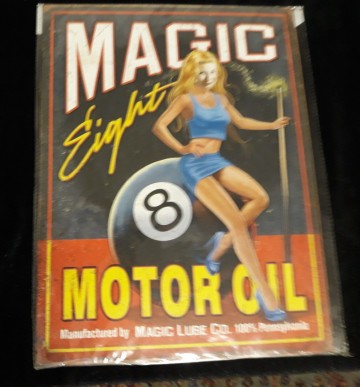 MAGIC
Eight
8
MOTOR OIL
Manufactured by MAGIC LUBE CO. 100% Pennsylvania